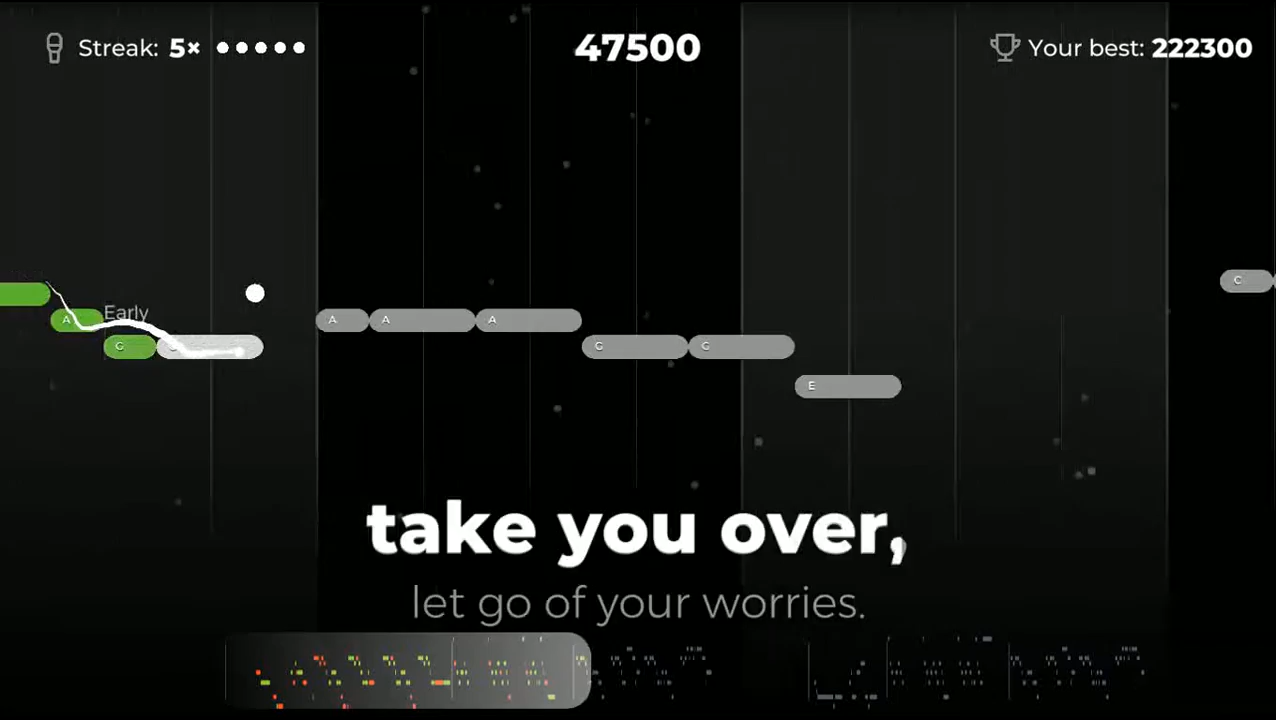 Streak: 5× 47500 Your best: 222300
C
A Early A A A
G G G
E
take you over,
let go of your worries.